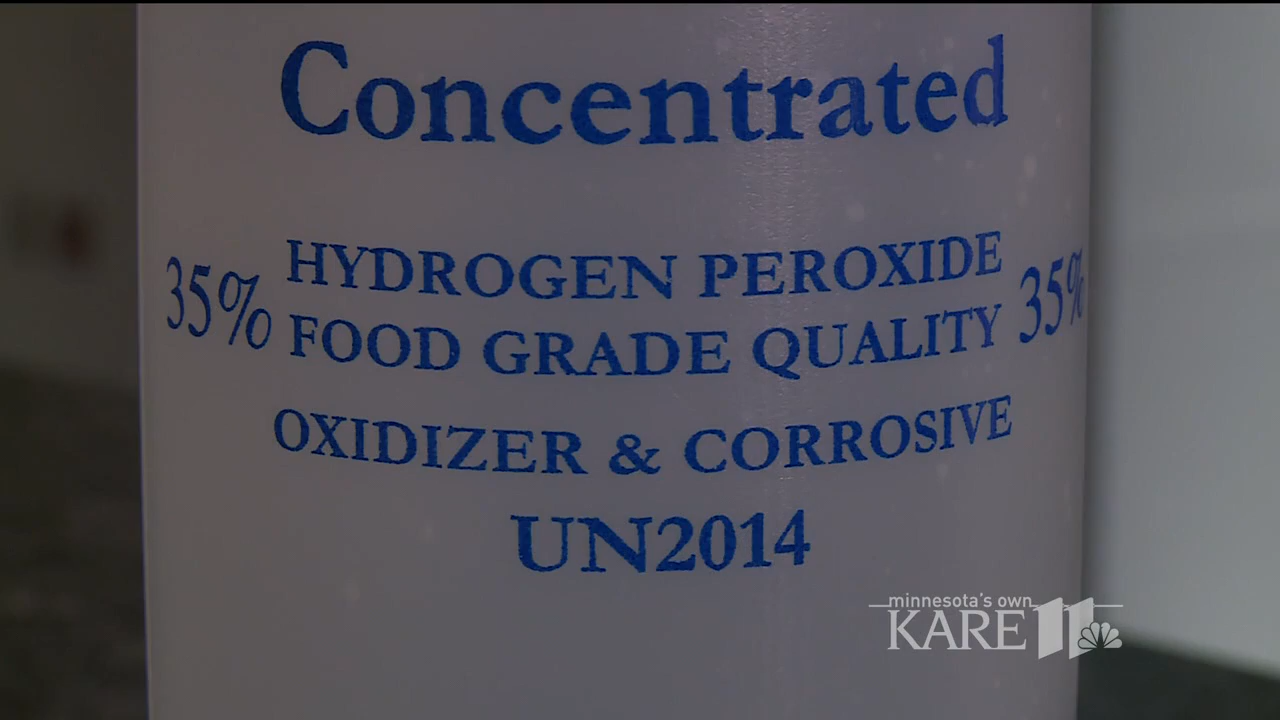 Concentrated
35% HYDROGEN PEROXIDE 35%
FOOD GRADE QUALITY
OXIDIZER & CORROSIVE
UN2014
minnesota's own
KARE 11